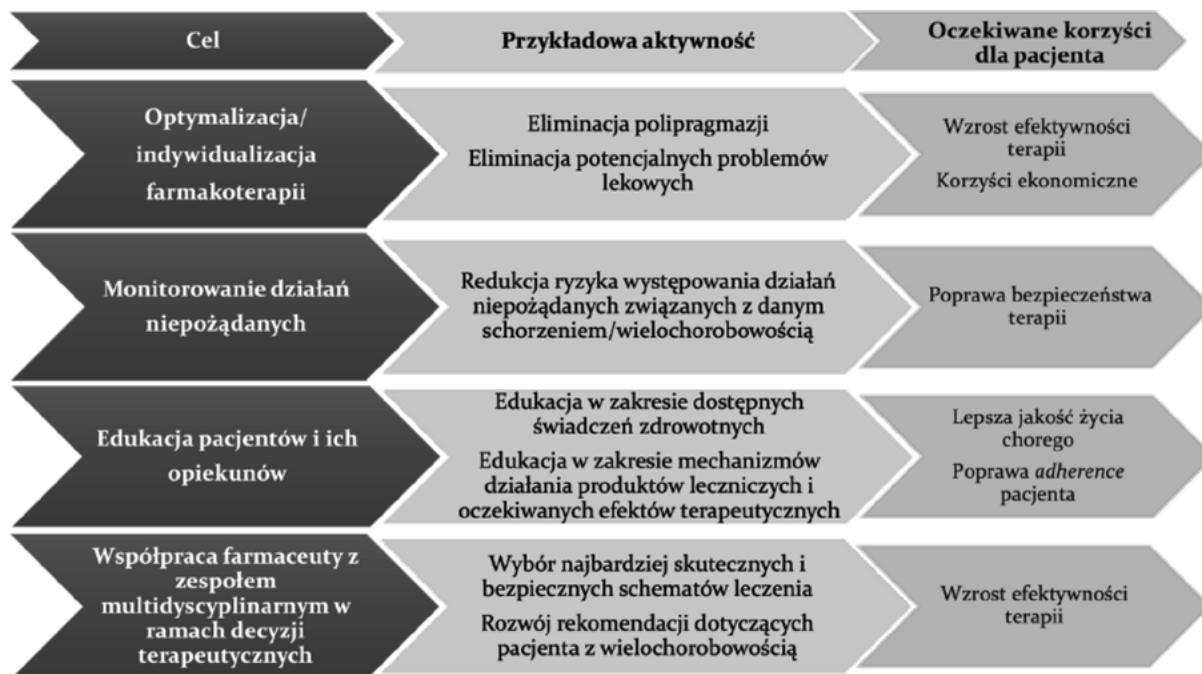 Cel
Przykładowa aktywność
Oczekiwane korzyści
dla pacjenta
Optymalizacja/
indywidualizacja
farmakoterapii
Eliminacja polipragmazji
Eliminacja potencjalnych problemów
lekowych
Wzrost efektywności
terapii
Korzyści ekonomiczne
Monitorowanie działań
niepożądanych
Redukcja ryzyka występowania działań
niepożądanych związanych z danym
schorzeniem/wielochorobowością
Poprawa bezpieczeństwa
terapii
Edukacja pacjentów i ich
opiekunów
Edukacja w zakresie dostępnych
świadczeń zdrowotnych
Edukacja w zakresie mechanizmów
działania produktów leczniczych i
oczekiwanych efektów terapeutycznych
Lepsza jakość życia
chorego
Poprawa adherence
pacjenta
Współpraca farmaceuty z
zespołem
multidyscyplinarnym w
ramach decyzji
terapeutycznych
Wybór najbardziej skutecznych i
bezpiecznych schematów leczenia
Rozwój rekomendacji dotyczących
pacjenta z wielochorobowością
Wzrost efektywności
terapii